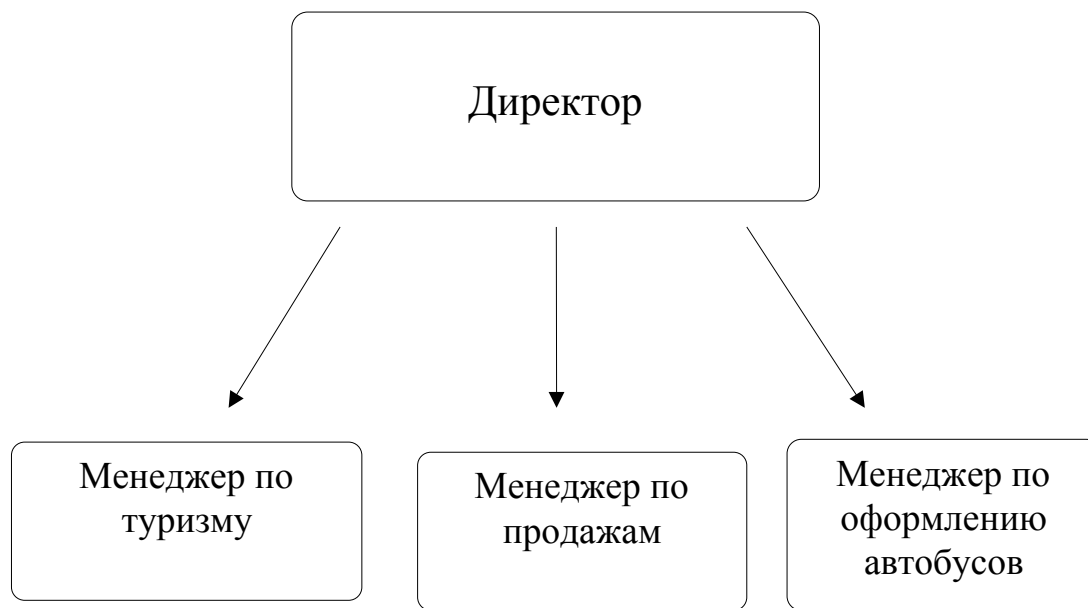 Директор
Менеджер по
туризму
Менеджер по
продажам
Менеджер по
оформлению
автобусов